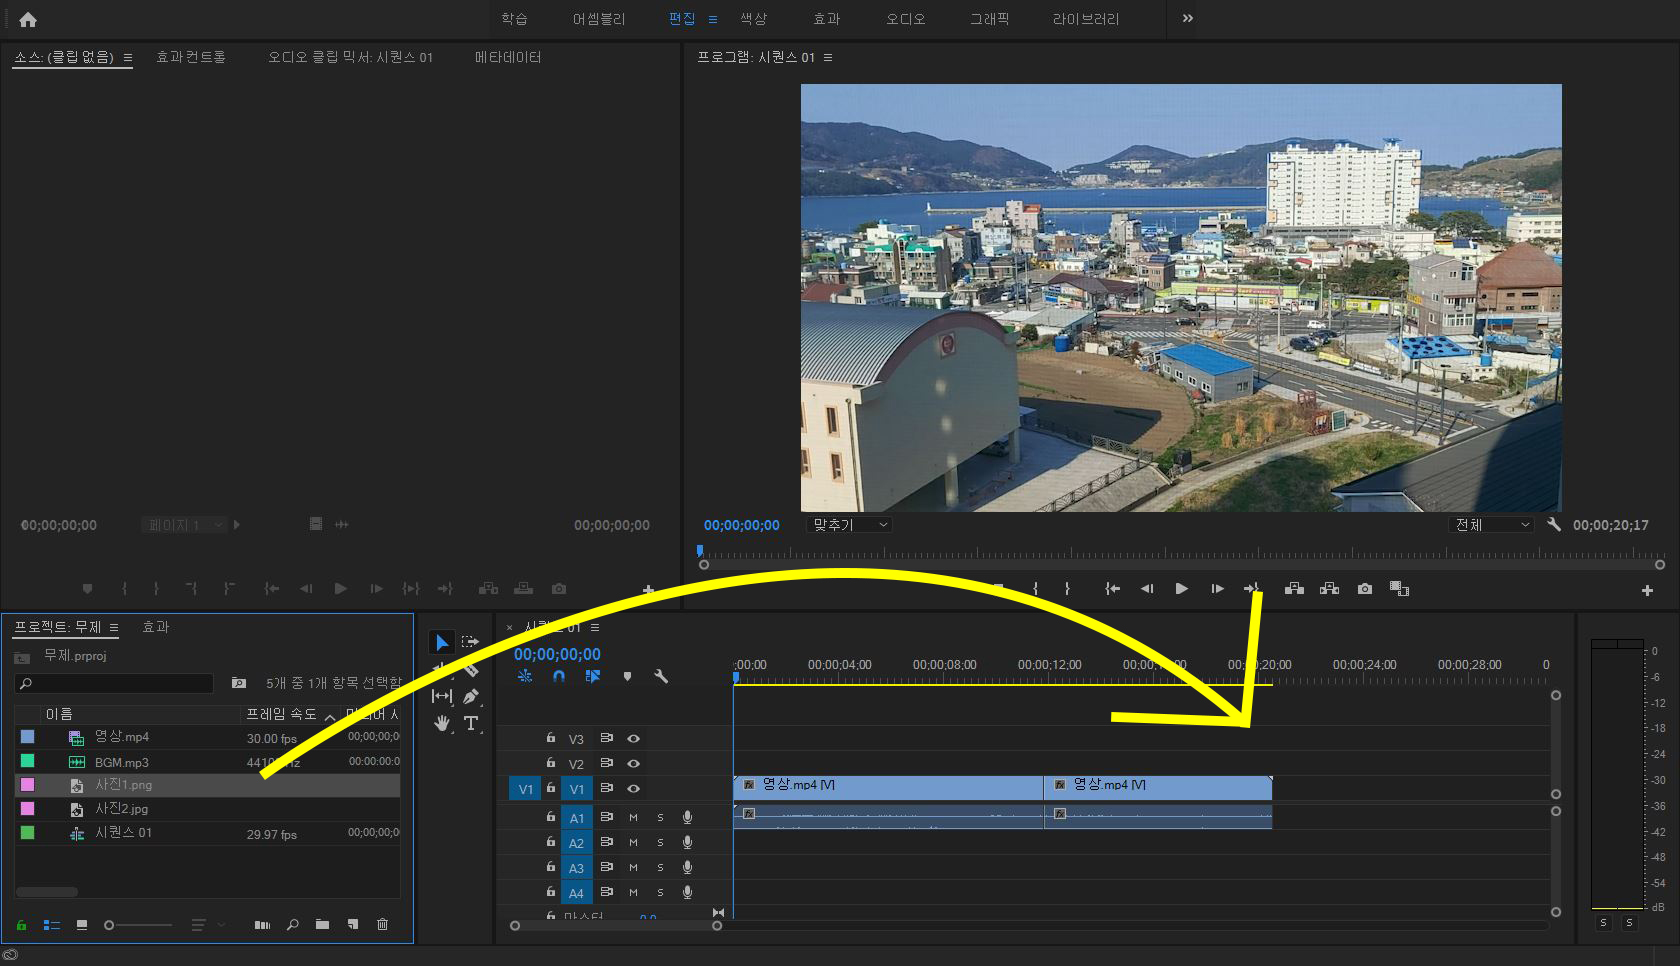 학습 어셈블리 편집 색상 효과 오디오 그래픽 라이브러리
소스: (클립 없음) 효과 컨트롤 오디오 클립 믹서: 시퀀스 01 메타데이터
프로그램: 시퀀스 01
00;00;00;00 페이지 1 00;00;00;00
00;00;00;00 맞추기 전체 00;00;20;17
프로젝트: 무제 효과
무제.prproj
5개 중 1개 항목 선택함
이름 프레임 속도
영상.mp4 30.00 fps 00;00;00;0
BGM.mp3 00:00:00:0
사진1.png
사진2.jpg
시퀀스 01 29.97 fps 00;00;00;0
시퀀스 01
00;00;00;00
;00;00 00;00;04;00 00;00;08;00 00;00;12;00 00;00;20;00 00;00;24;00 00;00;28;00 0
V3
V2
V1 V1 fx 영상.mp4 [V] fx 영상.mp4 [V]
A1 M S fx fx
A2 M S
A3 M S
A4 M S
마스터 0.0
0
-6
-12
-18
-24
-30
-36
-42
-48
-54
dB
S S